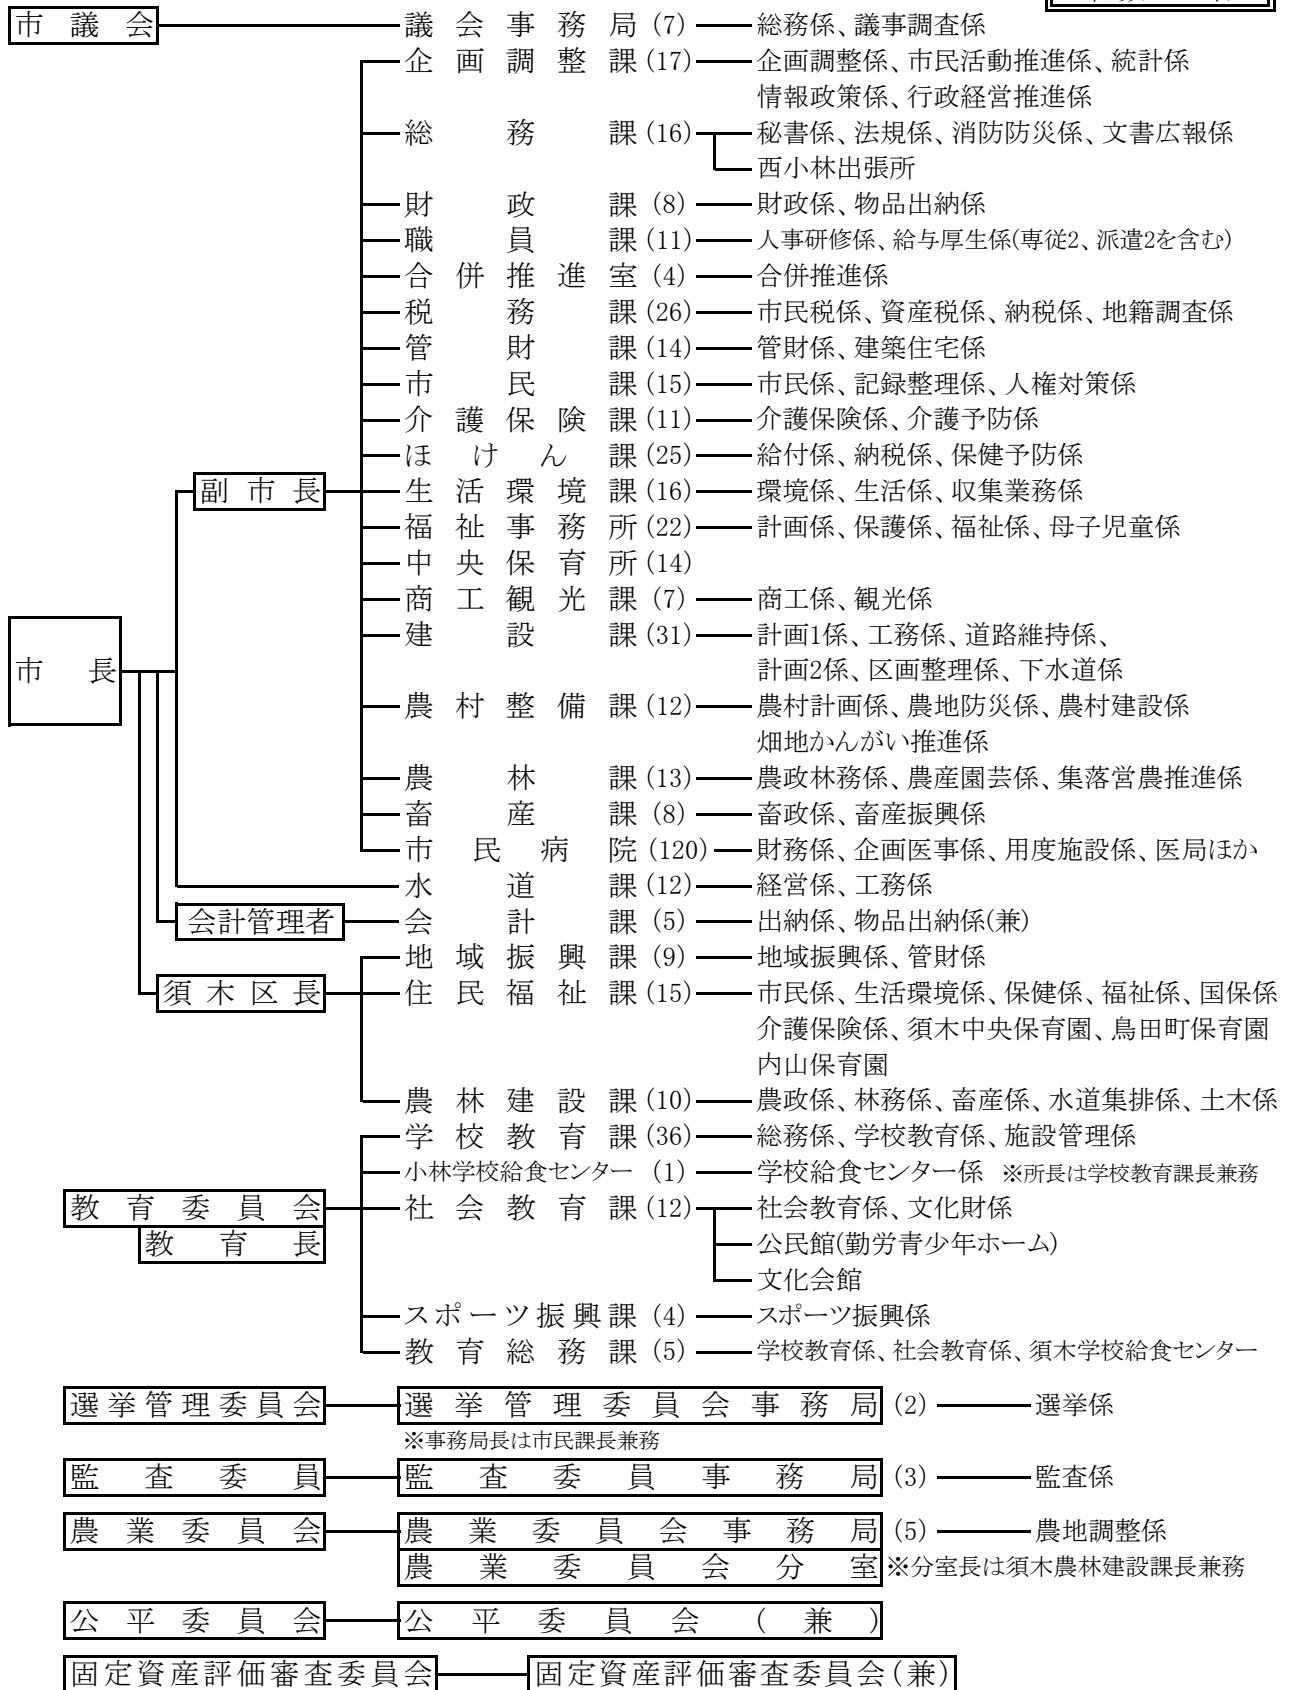 市議会 議会事務局 (7) 総務係、議事調査係
企画調整課 (17) 企画調整係、市民活動推進係、統計係
情報政策係、行政経営推進係
総務課 (16) 秘書係、法規係、消防防災係、文書広報係
西小林出張所
財政課 (8) 財政係、物品出納係
職員課 (11) 人事研修係、給与厚生係(専従2、派遣2を含む)
合併推進室 (4) 合併推進係
税務課 (26) 市民税係、資産税係、納税係、地籍調査係
管財課 (14) 管財係、建築住宅係
市民課 (15) 市民係、記録整理係、人権対策係
介護保険課 (11) 介護保険係、介護予防係
ほけん課 (25) 給付係、納税係、保健予防係
副市長 生活環境課 (16) 環境係、生活係、収集業務係
福祉事務所 (22) 計画係、保護係、福祉係、母子児童係
中央保育所 (14)
商工観光課 (7) 商工係、観光係
建設課 (31) 計画1係、工務係、道路維持係、
市長 計画2係、区画整理係、下水道係
農村整備課 (12) 農村計画係、農地防災係、農村建設係
畑地かんがい推進係
農林課 (13) 農政林務係、農産園芸係、集落営農推進係
畜産課 (8) 畜政係、畜産振興係
市民病院 (120) 財務係、企画医事係、用度施設係、医局ほか
水道課 (12) 経営係、工務係
会計管理者 会計課 (5) 出納係、物品出納係(兼)
地域振興課 (9) 地域振興係、管財係
須木区長 住民福祉課 (15) 市民係、生活環境係、保健係、福祉係、国保係
介護保険係、須木中央保育園、鳥田町保育園
内山保育園
農林建設課 (10) 農政係、林務係、畜産係、水道集排係、土木係
学校教育課 (36) 総務係、学校教育係、施設管理係
小林学校給食センター (1) 学校給食センター係 ※所長は学校教育課長兼務
教育委員会 社会教育課 (12) 社会教育係、文化財係
教育長 公民館(勤労青少年ホーム)
文化会館
スポーツ振興課 (4) スポーツ振興係
教育総務課 (5) 学校教育係、社会教育係、須木学校給食センター
選挙管理委員会 選挙管理委員会事務局 (2) 選挙係
※事務局長は市民課長兼務
監査委員 監査委員事務局 (3) 監査係
農業委員会 農業委員会事務局 (5) 農地調整係
農業委員会分室 ※分室長は須木農林建設課長兼務
公平委員会 公平委員会(兼)
固定資産評価審査委員会 固定資産評価審査委員会(兼)